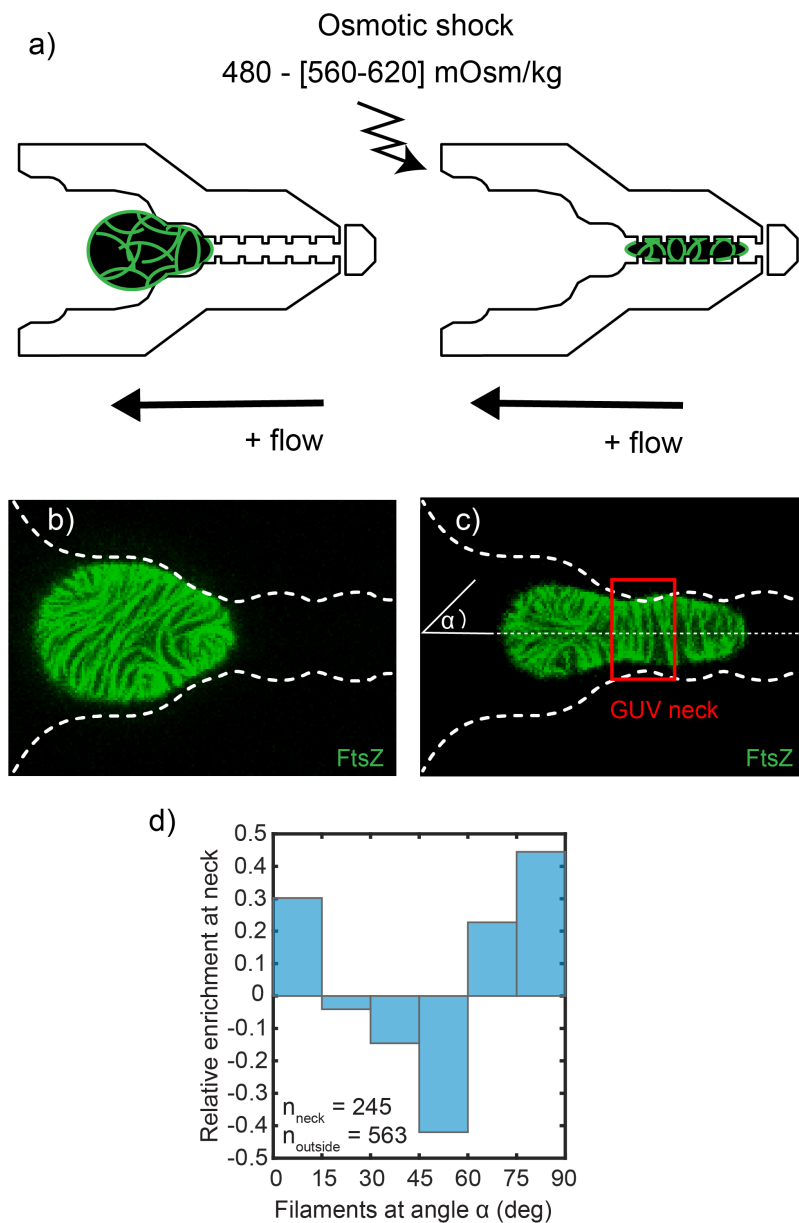 a)
Osmotic shock
480 - [560-620] mOsm/kg
+ flow
+ flow
b)
FtsZ
c)
α)
GUV neck
FtsZ
d)
Relative enrichment at neck
0.5
0.4
0.3
0.2
0.1
0
-0.1
-0.2
-0.3
-0.4
-0.5
n_neck = 245
n_outside = 563
0 15 30 45 60 75 90
Filaments at angle α (deg)